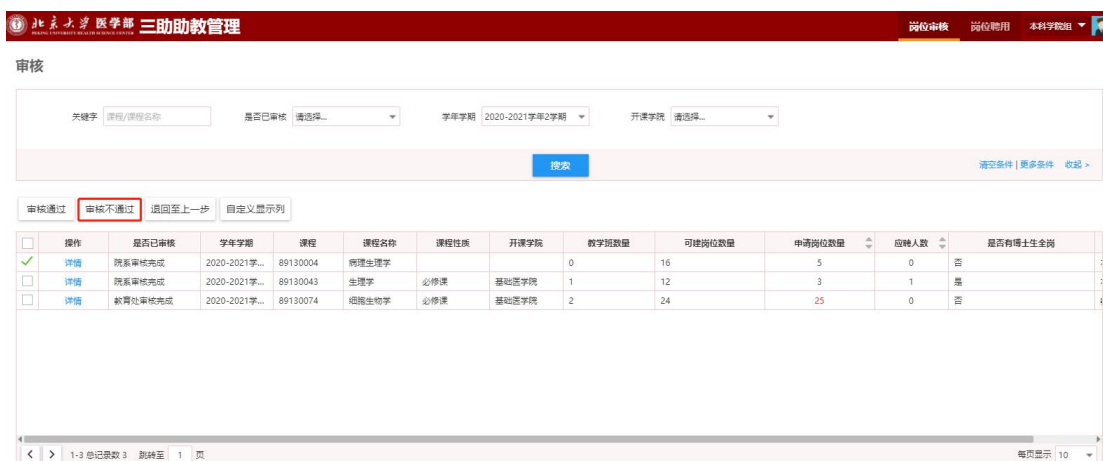 北京大学医学部 三助助教管理 岗位审核 岗位聘用 本科学院组
PEKING UNIVERSITY HEALTH SCIENCE CENTER
审核
关键字 课程/课程名称 是否已审核 请选择... 学年学期 2020-2021学年2学期 开课学院 请选择...
搜索 清空条件 | 更多条件 收起 >
审核通过 审核不通过 退回至上一步 自定义显示列
操作 是否已审核 学年学期 课程 课程名称 课程性质 开课学院 教学班数量 可建岗位数量 申请岗位数量 应聘人数 是否有博士生全岗
详情 院系审核完成 2020-2021学... 89130004 病理生理学 0 16 5 0 否
详情 院系审核完成 2020-2021学... 89130043 生理学 必修课 基础医学院 1 12 3 1 是
详情 教育处审核完成 2020-2021学... 89130074 细胞生物学 必修课 基础医学院 2 24 25 0 否
< > 1-3 总记录数 3 跳转至 1 页 每页显示 10